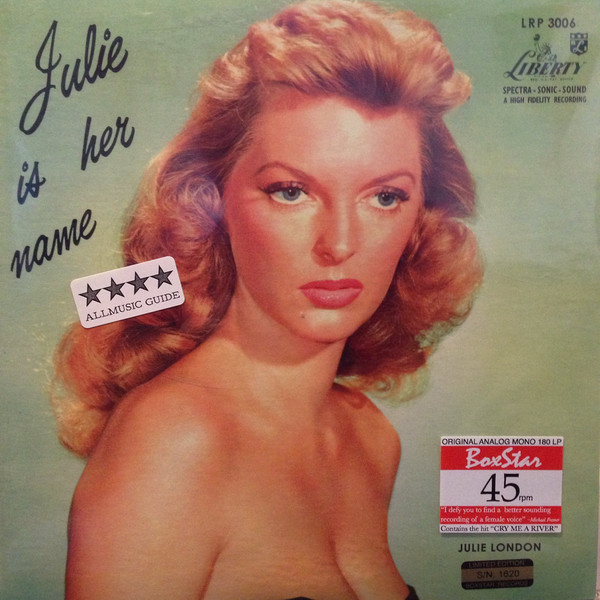 Julie
is her
name
LRP 3006
LIBERTY
SPECTRA-SONIC-SOUND
A HIGH FIDELITY RECORDING
ALLMUSIC GUIDE
ORIGINAL ANALOG MONO 180 LP
BoxStar
45rpm
"I defy you to find a better sounding
recording of a female voice" - Michael Fremer
Contains the hit "CRY ME A RIVER"
JULIE LONDON
LIMITED EDITION
S/N. 1620
BOXSTAR RECORDS